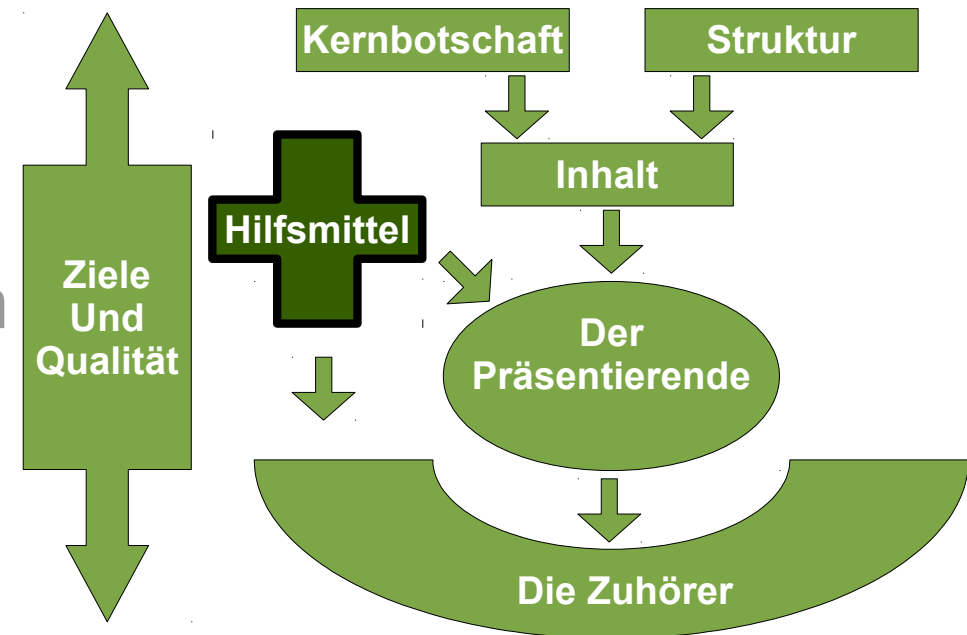 Kernbotschaft
Struktur
Inhalt
Hilfsmittel
Ziele
Und
Qualität
Der
Präsentierende
Die Zuhörer